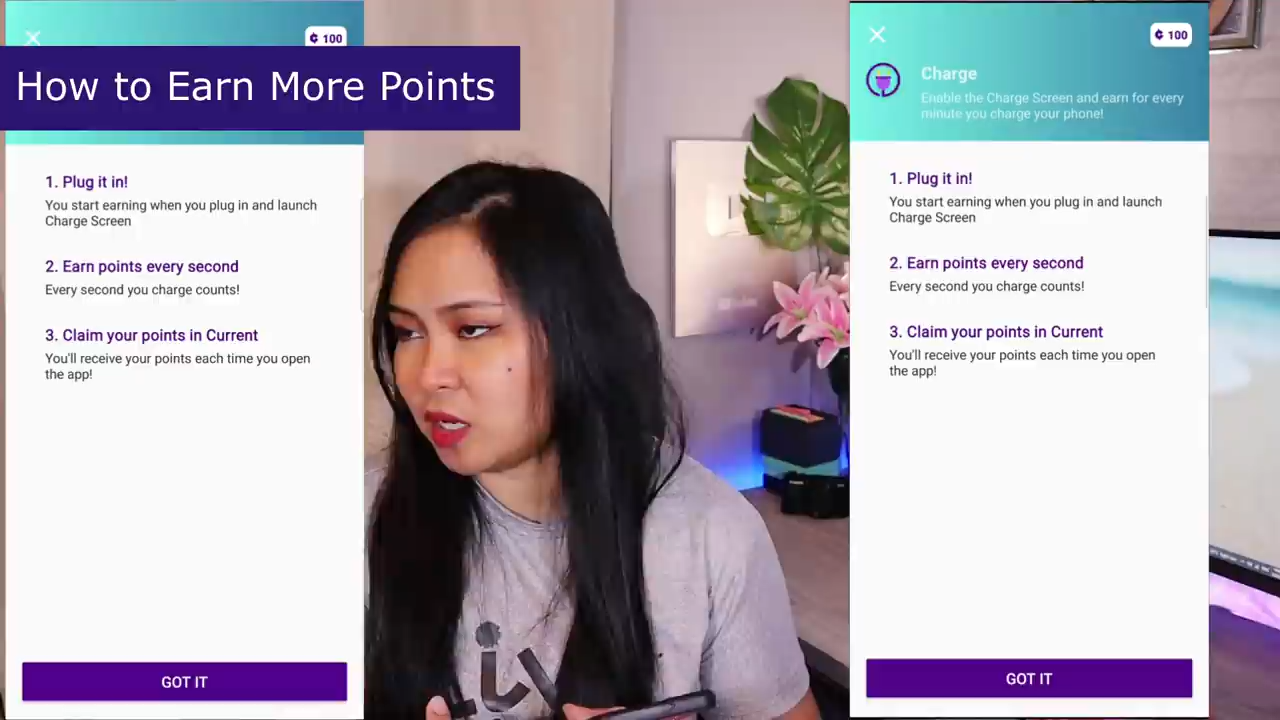 ¢ 100
How to Earn More Points
1. Plug it in!
You start earning when you plug in and launch
Charge Screen
2. Earn points every second
Every second you charge counts!
3. Claim your points in Current
You'll receive your points each time you open
the app!
GOT IT
¢ 100
Charge
Enable the Charge Screen and earn for every
minute you charge your phone!
1. Plug it in!
You start earning when you plug in and launch
Charge Screen
2. Earn points every second
Every second you charge counts!
3. Claim your points in Current
You'll receive your points each time you open
the app!
GOT IT